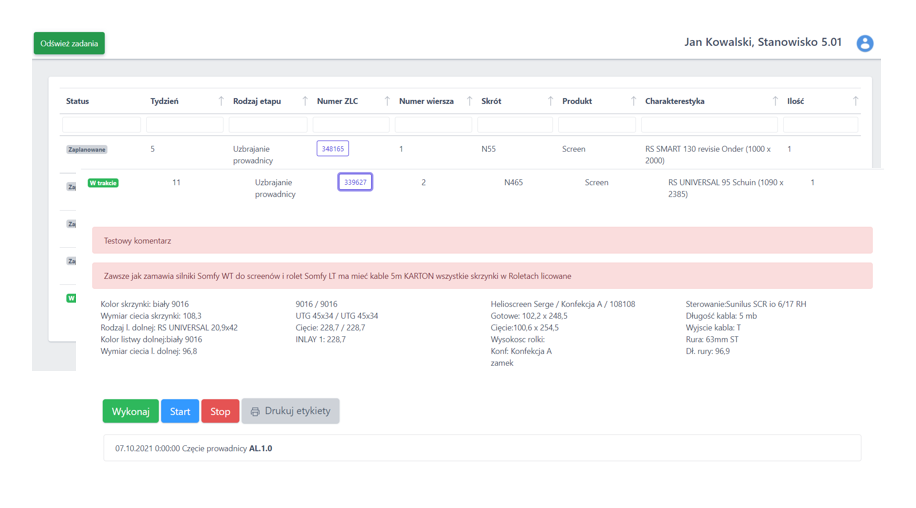 Odśwież zadania
Jan Kowalski, Stanowisko 5.01
Status Tydzień Rodzaj etapu Numer ZLC Numer wiersza Skrót Produkt Charakterestyka Ilość
Zaplanowane 5 Uzbrajanie prowadnicy 348165 1 N55 Screen RS SMART 130 revisie Onder (1000 x 2000) 1
Za
W trakcie 11 Uzbrajanie prowadnicy 339627 2 N465 Screen RS UNIVERSAL 95 Schuin (1090 x 2385) 1
Za
Testowy komentarz
Za
Zawsze jak zamawia silniki Somfy WT do screenów i rolet Somfy LT ma mieć kable 5m KARTON wszystkie skrzynki w Roletach licowane
W
Kolor skrzynki: biały 9016
Wymiar ciecia skrzynki: 108,3
Rodzaj l. dolnej: RS UNIVERSAL 20,9x42
Kolor listwy dolnej:biały 9016
Wymiar ciecia l. dolnej: 96,8
9016 / 9016
UTG 45x34 / UTG 45x34
Cięcie: 228,7 / 228,7
INLAY 1: 228,7
Helioscreen Serge / Konfekcja A / 108108
Gotowe: 102,2 x 248,5
Cięcie:100,6 x 254,5
Wysokosc rolki:
Konf: Konfekcja A
zamek
Sterowanie:Sunilus SCR io 6/17 RH
Długość kabla: 5 mb
Wyjscie kabla: T
Rura: 63mm ST
Dł. rury: 96,9
Wykonaj Start Stop Drukuj etykiety
07.10.2021 0:00:00 Częcie prowadnicy AL.1.0